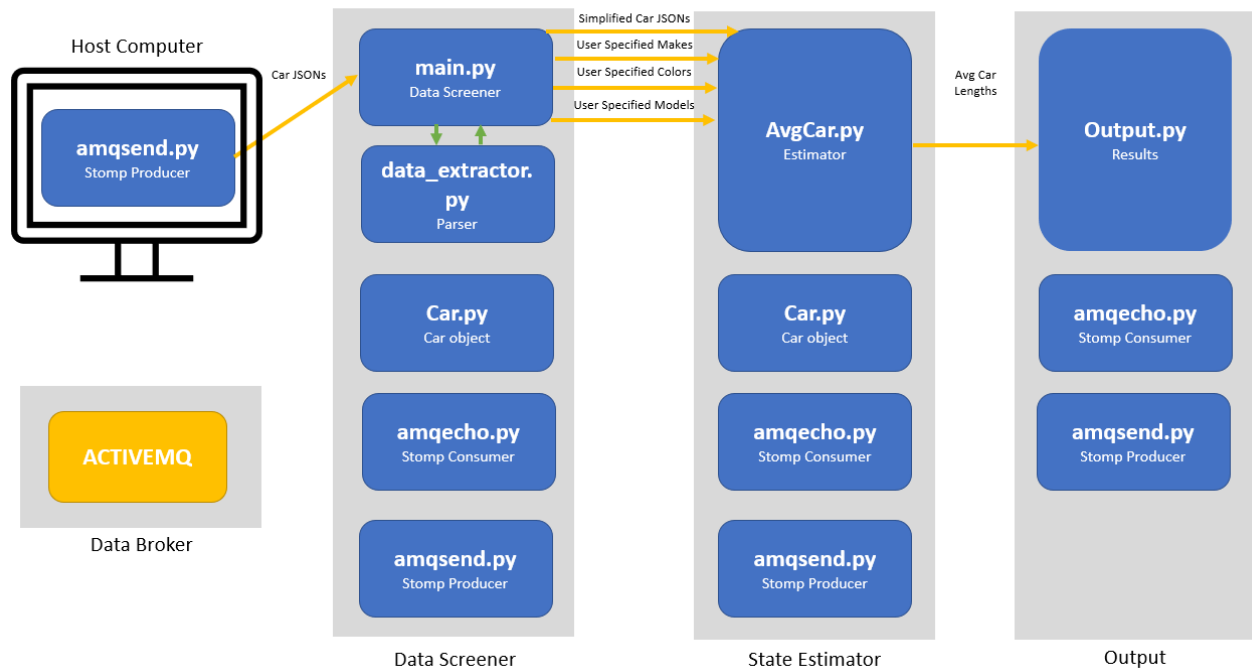 Host Computer
amqsend.py
Stomp Producer
Car JSONs
ACTIVEMQ
Data Broker
main.py
Data Screener
data_extractor.
py
Parser
Car.py
Car object
amqecho.py
Stomp Consumer
amqsend.py
Stomp Producer
Data Screener
Simplified Car JSONs
User Specified Makes
User Specified Colors
User Specified Models
AvgCar.py
Estimator
Car.py
Car object
amqecho.py
Stomp Consumer
amqsend.py
Stomp Producer
State Estimator
Avg Car
Lengths
Output.py
Results
amqecho.py
Stomp Consumer
amqsend.py
Stomp Producer
Output